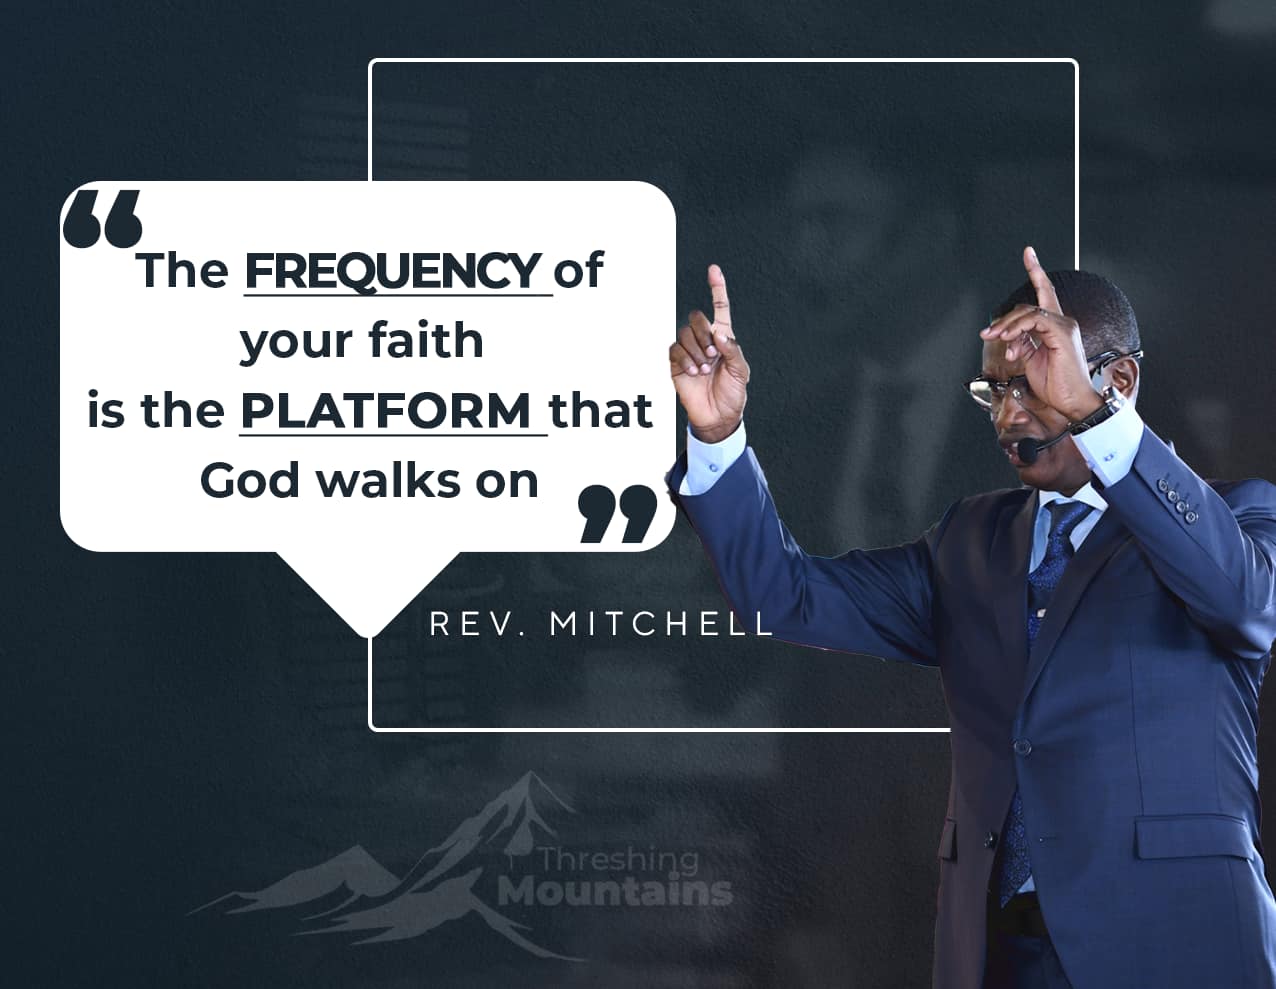 “The FREQUENCY of
your faith
is the PLATFORM that
God walks on”
REV. MITCHELL
Threshing
Mountains